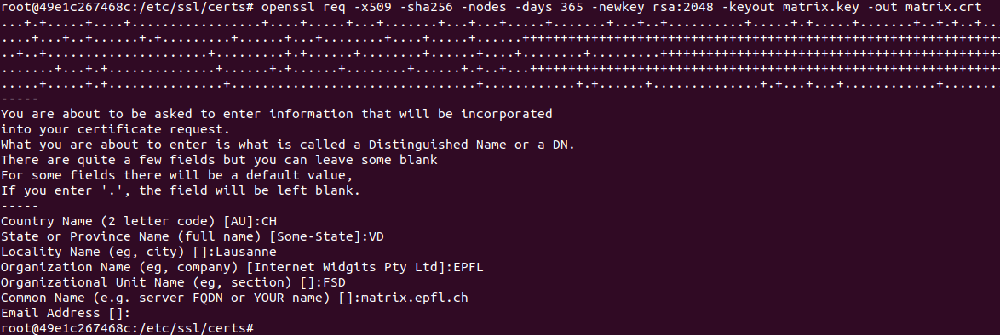 root@49e1c267468c:/etc/ssl/certs# openssl req -x509 -sha256 -nodes -days 365 -newkey rsa:2048 -keyout matrix.key -out matrix.crt
-----
You are about to be asked to enter information that will be incorporated
into your certificate request.
What you are about to enter is what is called a Distinguished Name or a DN.
There are quite a few fields but you can leave some blank
For some fields there will be a default value,
If you enter '.', the field will be left blank.
-----
Country Name (2 letter code) [AU]:CH
State or Province Name (full name) [Some-State]:VD
Locality Name (eg, city) []:Lausanne
Organization Name (eg, company) [Internet Widgits Pty Ltd]:EPFL
Organizational Unit Name (eg, section) []:FSD
Common Name (e.g. server FQDN or YOUR name) []:matrix.epfl.ch
Email Address []:
root@49e1c267468c:/etc/ssl/certs#